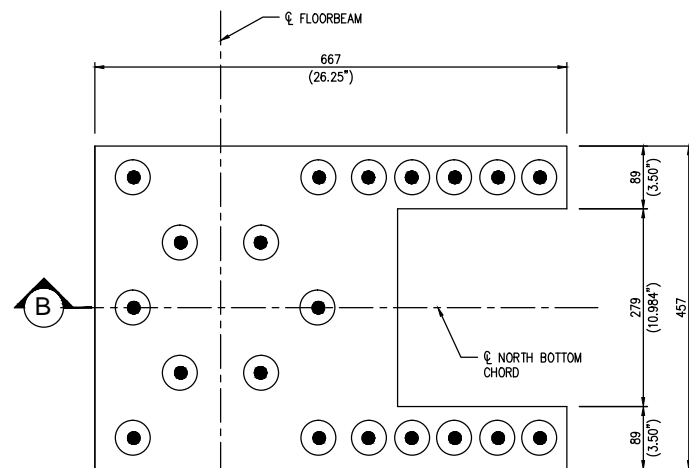 ℄ FLOORBEAM
667
(26.25")
89
(3.50")
279
(10.984")
457
B
℄ NORTH BOTTOM
CHORD
89
(3.50")